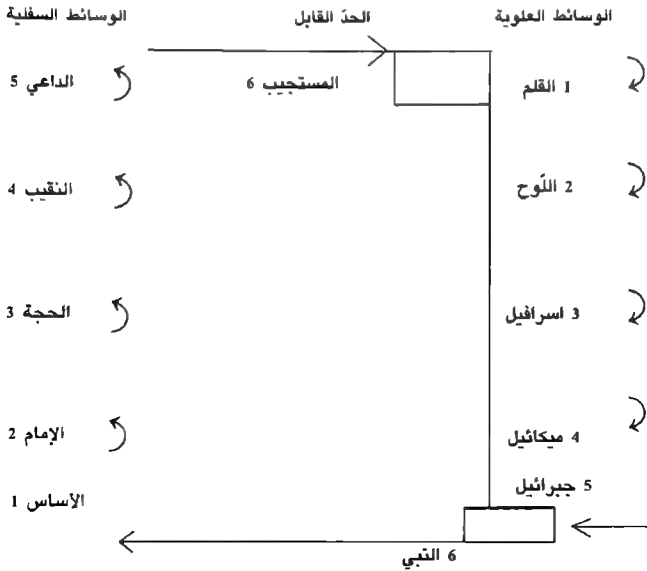 الوسائط العلوية
الحدّ القابل
الوسائط السفلية
1 القلم
المستجيب 6
الداعي 5
2 اللّوح
النقيب 4
3 اسرافيل
الحجة 3
4 ميكائيل
الإمام 2
5 جبرائيل
الأساس 1
6 النبي